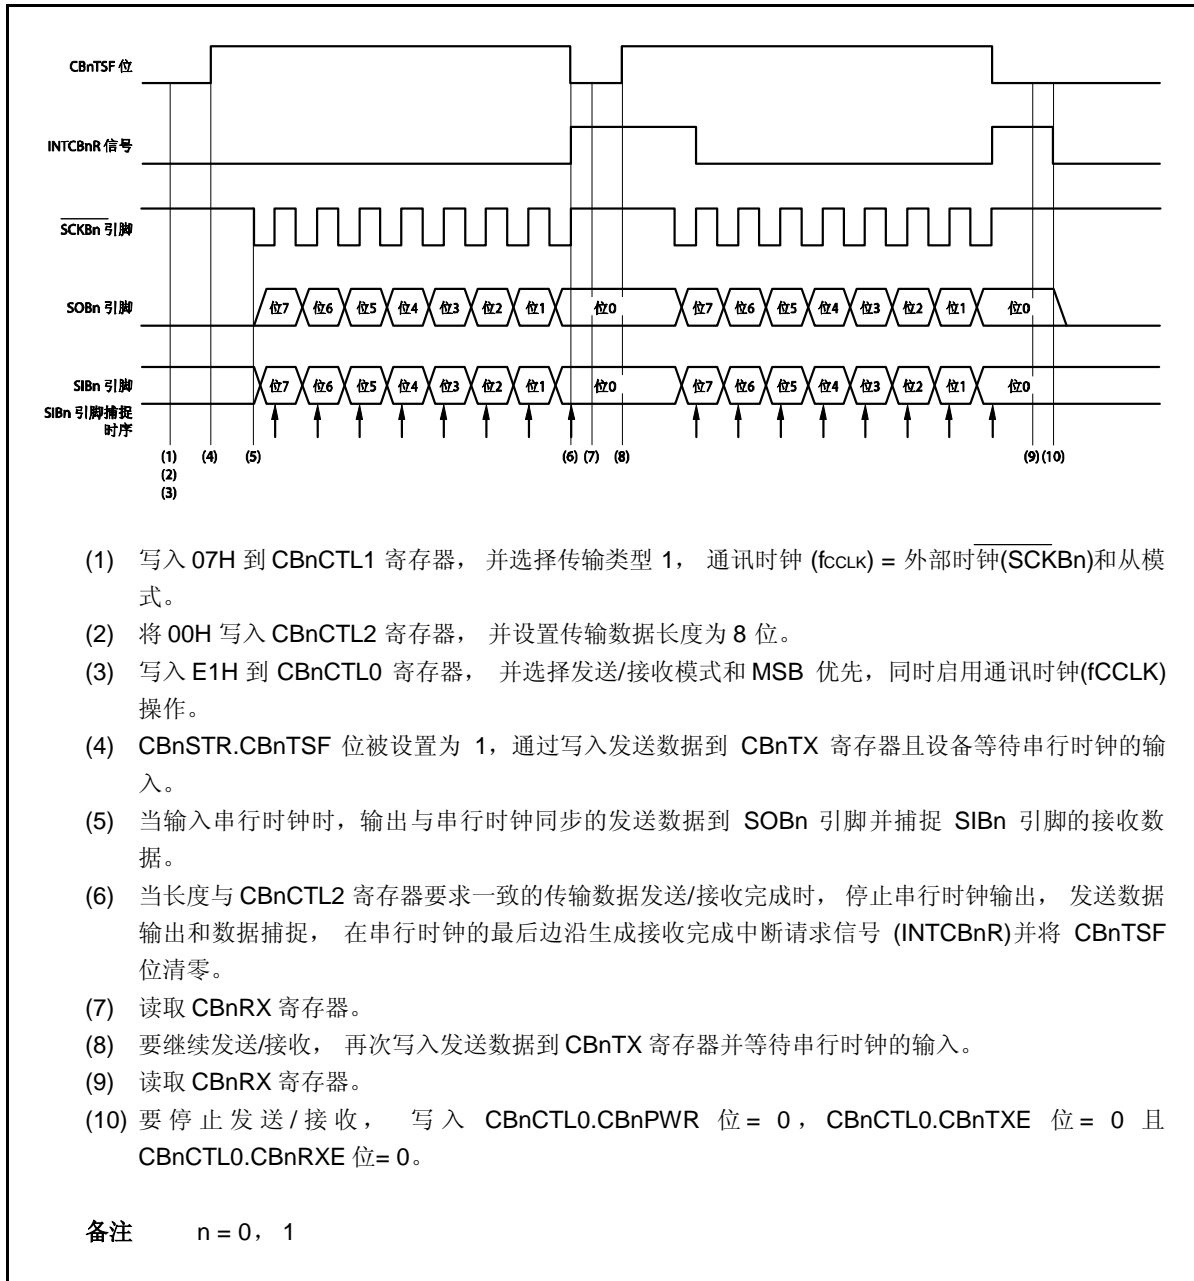 CBnTSF 位
INTCBnR 信号
SCKBn 引脚
SOBn 引脚
位7 位6 位5 位4 位3 位2 位1 位0 位7 位6 位5 位4 位3 位2 位1 位0
SIBn 引脚
位7 位6 位5 位4 位3 位2 位1 位0 位7 位6 位5 位4 位3 位2 位1 位0
SIBn 引脚捕捉
时序
(1) (4) (5) (6) (7) (8) (9) (10)
(2)
(3)
(1) 写入 07H 到 CBnCTL1 寄存器， 并选择传输类型 1， 通讯时钟 (fCCLK) = 外部时钟(SCKBn)和从模
式。
(2) 将 00H 写入 CBnCTL2 寄存器， 并设置传输数据长度为 8 位。
(3) 写入 E1H 到 CBnCTL0 寄存器， 并选择发送/接收模式和 MSB 优先，同时启用通讯时钟(fCCLK)
操作。
(4) CBnSTR.CBnTSF 位被设置为 1，通过写入发送数据到 CBnTX 寄存器且设备等待串行时钟的输
入。
(5) 当输入串行时钟时，输出与串行时钟同步的发送数据到 SOBn 引脚并捕捉 SIBn 引脚的接收数
据。
(6) 当长度与 CBnCTL2 寄存器要求一致的传输数据发送/接收完成时， 停止串行时钟输出， 发送数据
输出和数据捕捉， 在串行时钟的最后边沿生成接收完成中断请求信号 (INTCBnR)并将 CBnTSF
位清零。
(7) 读取 CBnRX 寄存器。
(8) 要继续发送/接收， 再次写入发送数据到 CBnTX 寄存器并等待串行时钟的输入。
(9) 读取 CBnRX 寄存器。
(10) 要停止发送/接收， 写入 CBnCTL0.CBnPWR 位= 0，CBnCTL0.CBnTXE 位= 0 且
CBnCTL0.CBnRXE 位= 0。
备注 n = 0， 1